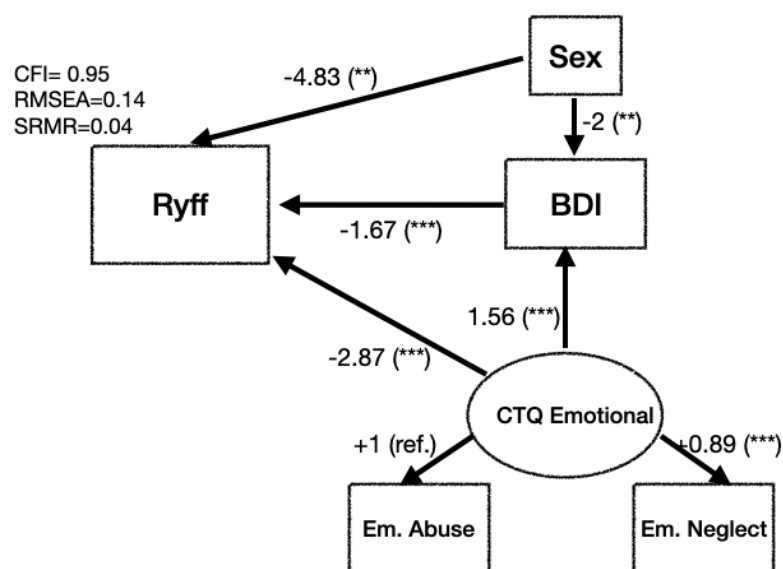 Sex
CFI= 0.95
RMSEA=0.14
SRMR=0.04
-4.83 (**)
-2 (**)
Ryff
BDI
-1.67 (***)
1.56 (***)
-2.87 (***)
CTQ Emotional
+1 (ref.)
+0.89 (***)
Em. Abuse
Em. Neglect